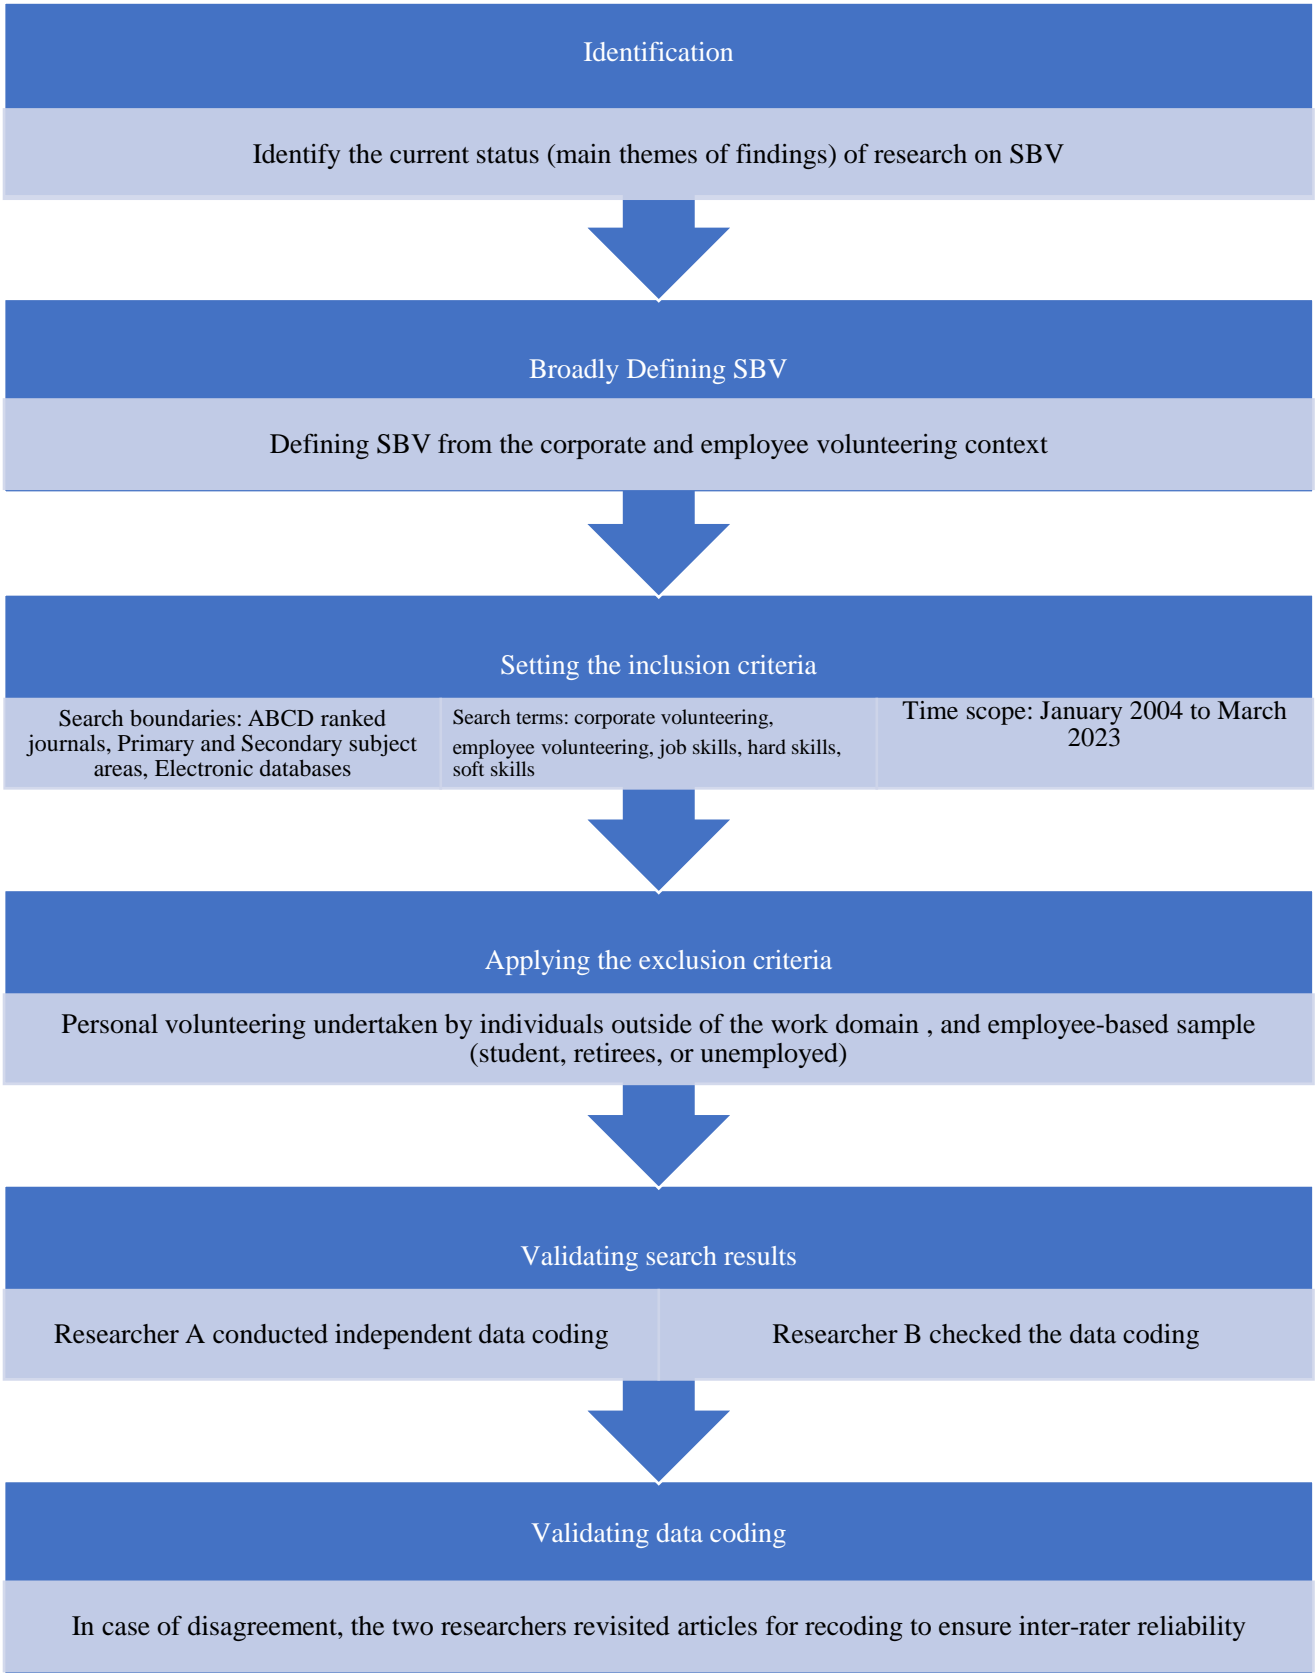 Identification
Identify the current status (main themes of findings) of research on SBV
Broadly Defining SBV
Defining SBV from the corporate and employee volunteering context
Setting the inclusion criteria
Search boundaries: ABCD ranked
journals, Primary and Secondary subject
areas, Electronic databases
Search terms: corporate volunteering,
employee volunteering, job skills, hard skills,
soft skills
Time scope: January 2004 to March
2023
Applying the exclusion criteria
Personal volunteering undertaken by individuals outside of the work domain , and employee-based sample
(student, retirees, or unemployed)
Validating search results
Researcher A conducted independent data coding
Researcher B checked the data coding
Validating data coding
In case of disagreement, the two researchers revisited articles for recoding to ensure inter-rater reliability